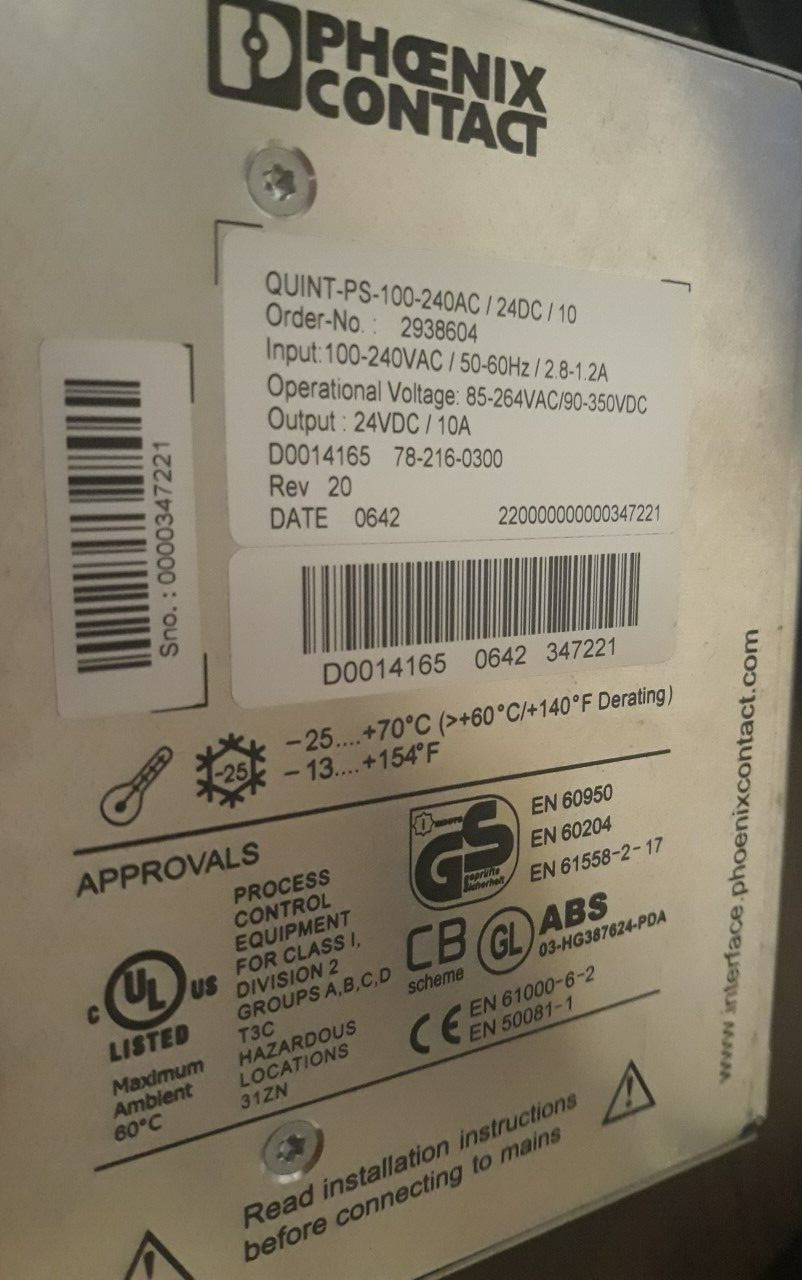 PHŒNIX
CONTACT
QUINT-PS-100-240AC / 24DC / 10
Order-No. : 2938604
Input:100-240VAC / 50-60Hz / 2.8-1.2A
Operational Voltage: 85-264VAC/90-350VDC
Output : 24VDC / 10A
D0014165 78-216-0300
Rev 20
DATE 0642 220000000000347221
Sno. : 0000347221
D0014165 0642 347221
-25
−25....+70°C (>+60°C/+140°F Derating)
−13....+154°F
APPROVALS
C UL US
LISTED
Maximum
Ambient
60°C
PROCESS
CONTROL
EQUIPMENT
FOR CLASS I,
DIVISION 2
GROUPS A,B,C,D
T3C
HAZARDOUS
LOCATIONS
31ZN
GS
geprüfte
Sicherheit
EN 60950
EN 60204
EN 61558-2-17
CB
scheme
GL
ABS
03-HG387624-PDA
CE
EN 61000-6-2
EN 50081-1
www.interface.phoenixcontact.com
Read installation instructions
before connecting to mains